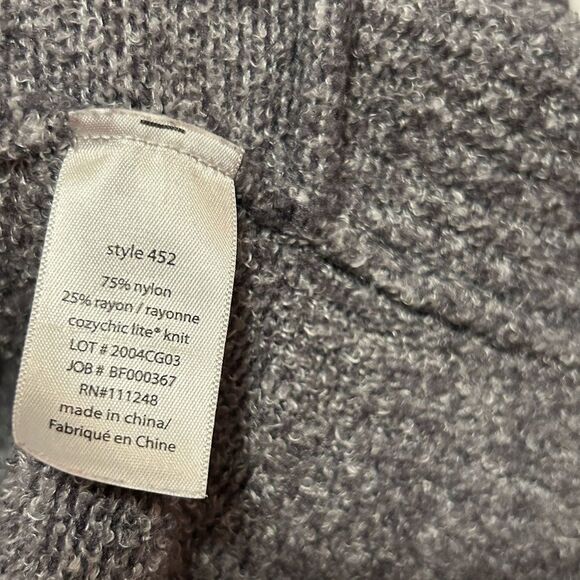 style 452
75% nylon
25% rayon / rayonne
cozychic lite® knit
LOT # 2004CG03
JOB # BF000367
RN#111248
made in china/
Fabriqué en Chine